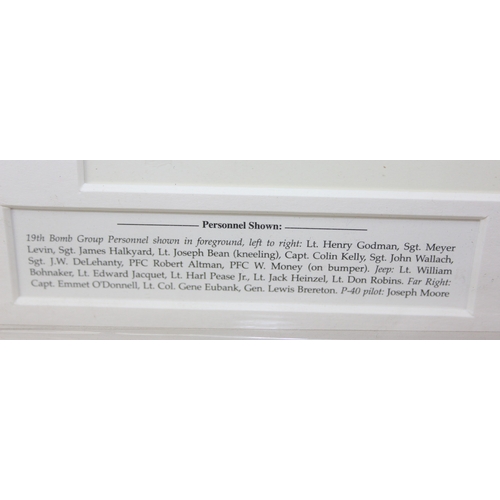 Personnel Shown:
19th Bomb Group Personnel shown in foreground, left to right: Lt. Henry Godman, Sgt. Meyer
Levin, Sgt. James Halkyard, Lt. Joseph Bean (kneeling), Capt. Colin Kelly, Sgt. John Wallach,
Sgt. J.W. DeLehanty, PFC Robert Altman, PFC W. Money (on bumper). Jeep: Lt. William
Bohnaker, Lt. Edward Jacquet, Lt. Harl Pease Jr., Lt. Jack Heinzel, Lt. Don Robins. Far Right:
Capt. Emmet O'Donnell, Lt. Col. Gene Eubank, Gen. Lewis Brereton. P-40 pilot: Joseph Moore